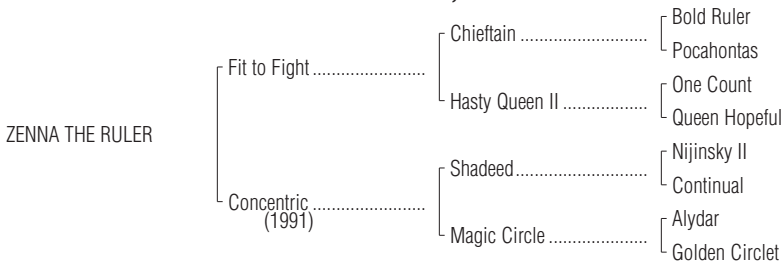 Bold Ruler
Chieftain ............................
Pocahontas
Fit to Fight ........................
One Count
Hasty Queen II ..................
Queen Hopeful
ZENNA THE RULER
Nijinsky II
Shadeed............................
Continual
Concentric ........................
(1991)
Alydar
Magic Circle .....................
Golden Circlet